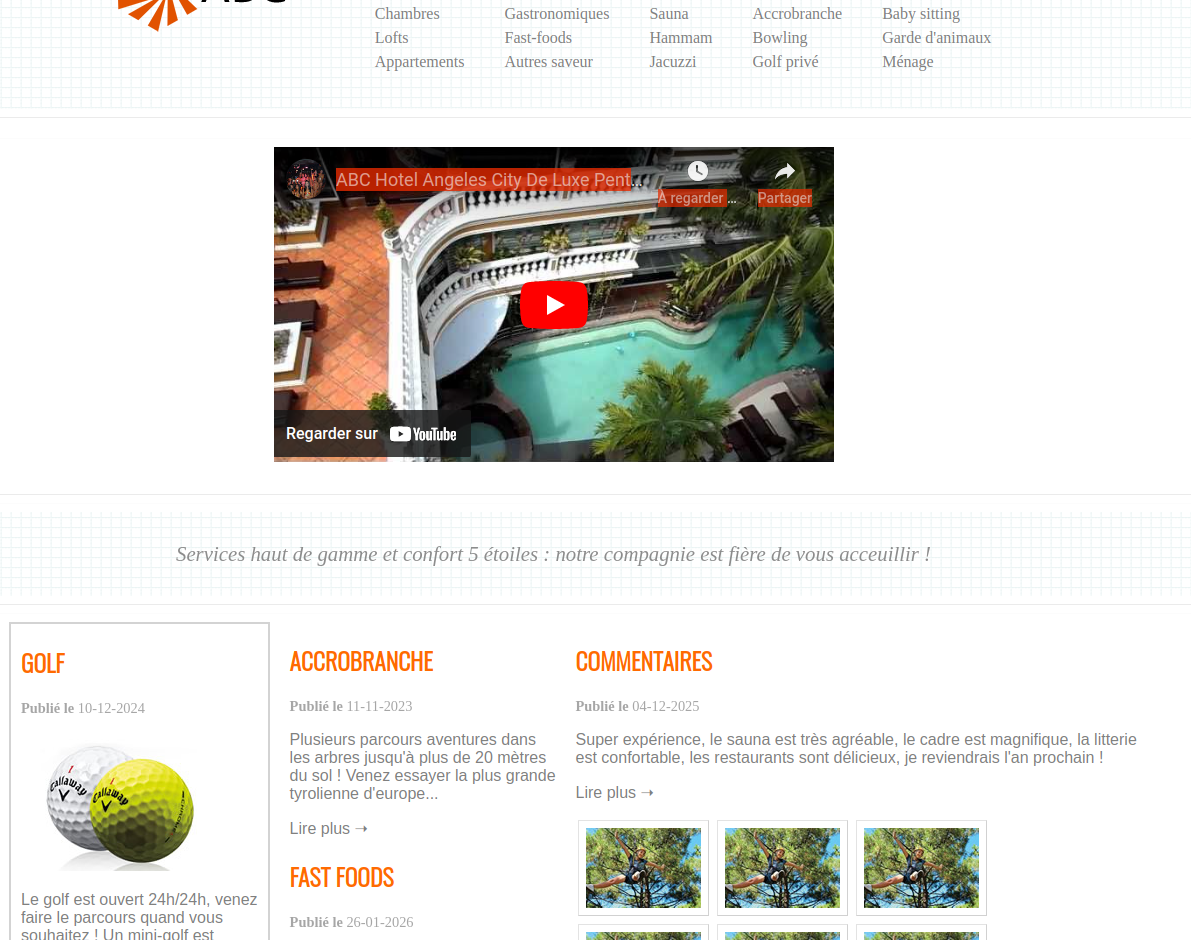 ABC
Chambres Gastronomiques Sauna Accrobranche Baby sitting
Lofts Fast-foods Hammam Bowling Garde d'animaux
Appartements Autres saveur Jacuzzi Golf privé Ménage
ABC Hotel Angeles City De Luxe Pent...
À regarder ... Partager
Regarder sur YouTube
Services haut de gamme et confort 5 étoiles : notre compagnie est fière de vous acceuillir !
GOLF
Publié le 10-12-2024
Callaway
Callaway
Le golf est ouvert 24h/24h, venez
faire le parcours quand vous
souhaitez ! Un mini-golf est
ACCROBRANCHE
Publié le 11-11-2023
Plusieurs parcours aventures dans
les arbres jusqu'à plus de 20 mètres
du sol ! Venez essayer la plus grande
tyrolienne d'europe...
Lire plus ➝
FAST FOODS
Publié le 26-01-2026
COMMENTAIRES
Publié le 04-12-2025
Super expérience, le sauna est très agréable, le cadre est magnifique, la litterie
est confortable, les restaurants sont délicieux, je reviendrais l'an prochain !
Lire plus ➝